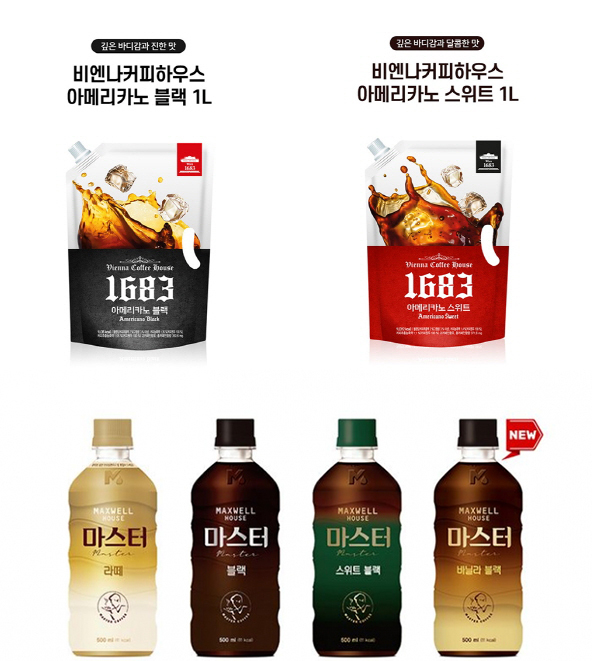 깊은 바디감과 진한 맛
비엔나커피하우스
아메리카노 블랙 1L
깊은 바디감과 달콤한 맛
비엔나커피하우스
아메리카노 스위트 1L
1683
Vienna Coffee House
1683
아메리카노 블랙
Americano Black
1683
Vienna Coffee House
1683
아메리카노 스위트
Americano Sweet
MAXWELL
HOUSE
마스터
Master
라떼
500 ml
MAXWELL
HOUSE
마스터
Master
블랙
500 ml
MAXWELL
HOUSE
마스터
Master
스위트 블랙
500 ml
NEW
MAXWELL
HOUSE
마스터
Master
바닐라 블랙
500 ml